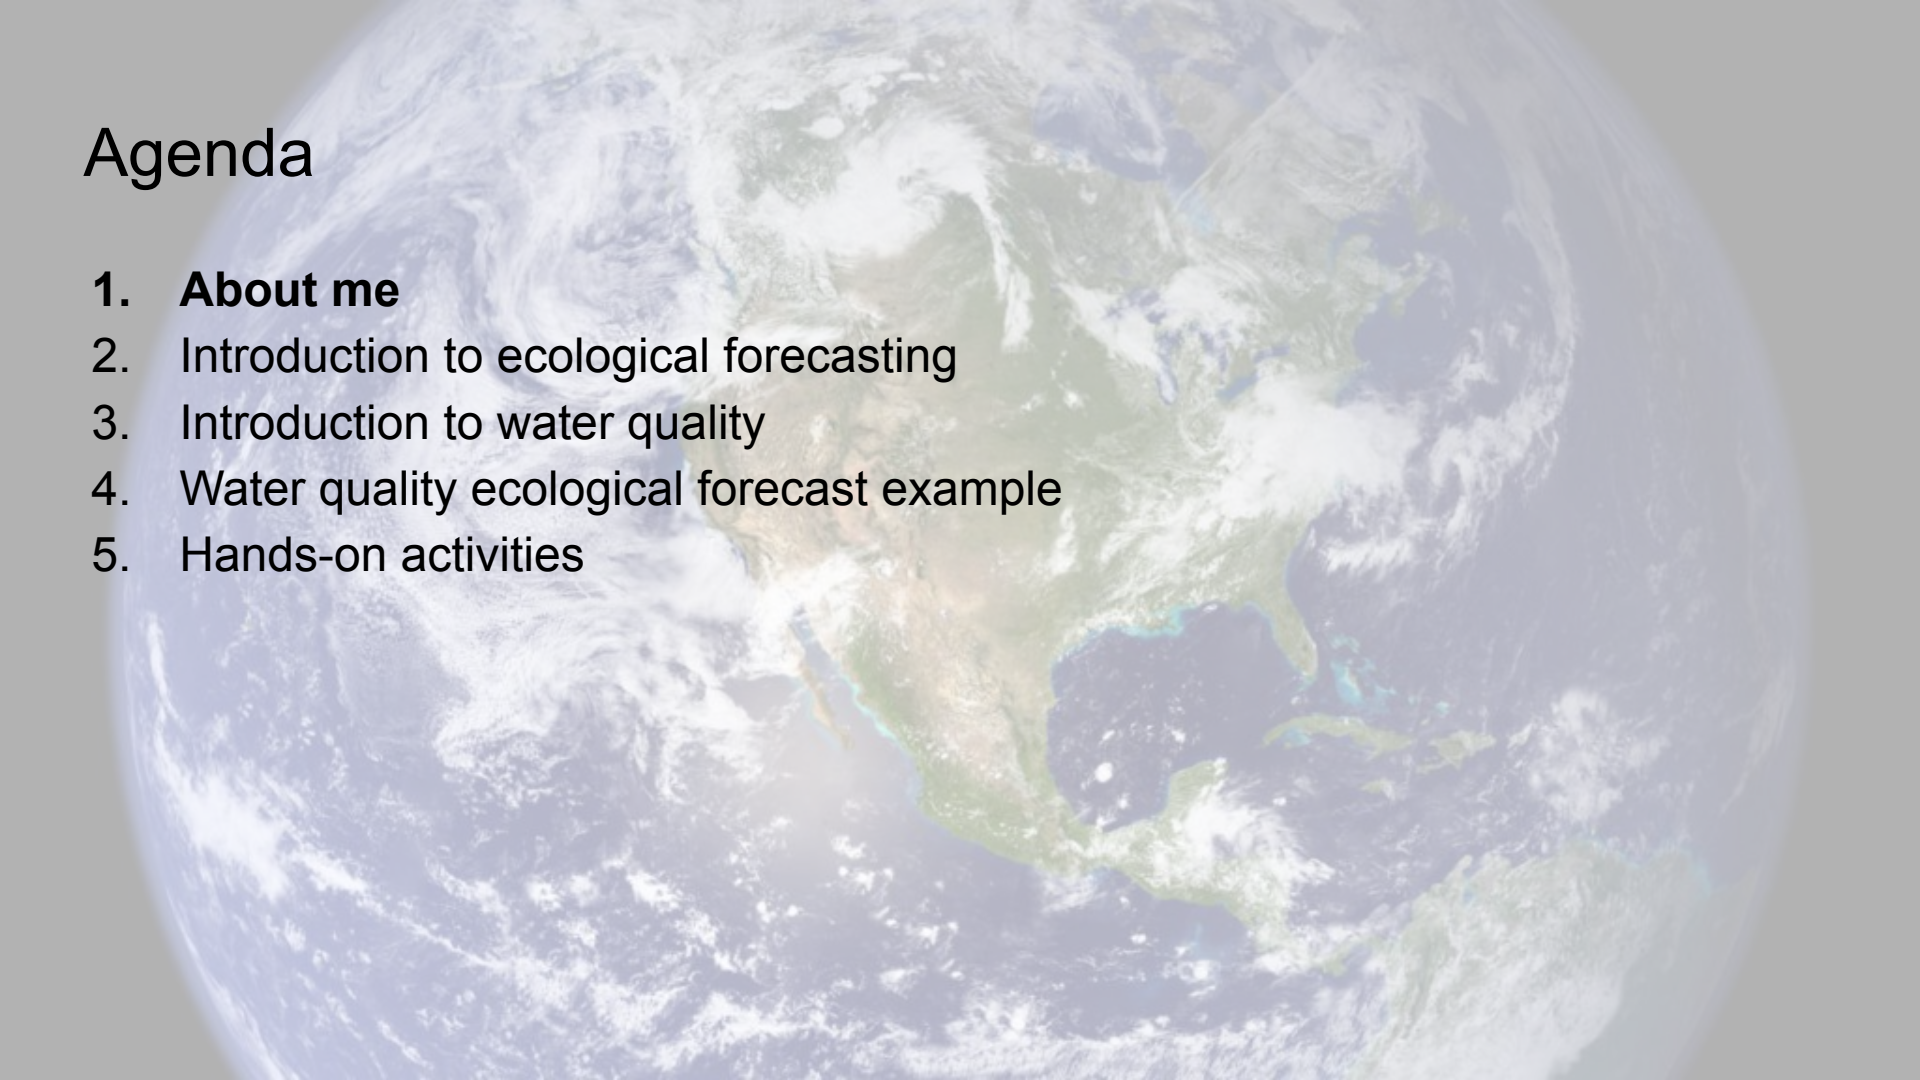 Agenda
1. About me
2. Introduction to ecological forecasting
3. Introduction to water quality
4. Water quality ecological forecast example
5. Hands-on activities